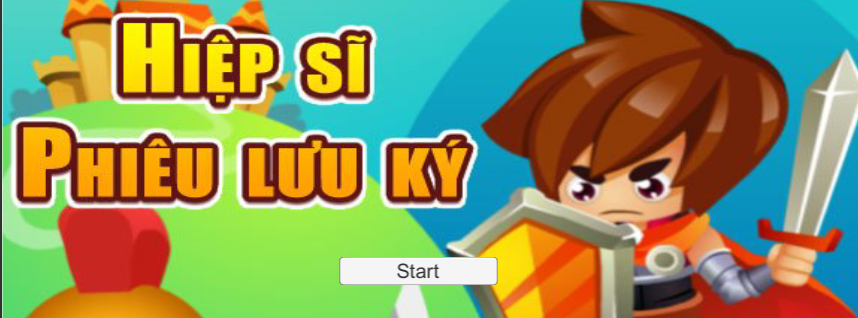 Hiệp sĩ
Phiêu lưu ký
Start